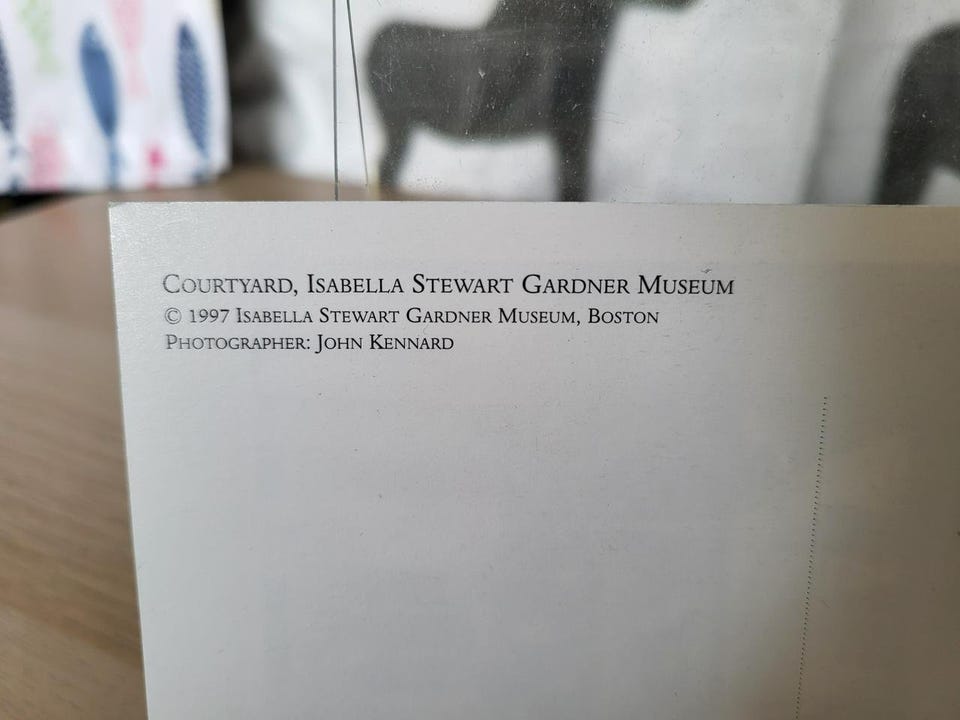 Courtyard, Isabella Stewart Gardner Museum
© 1997 Isabella Stewart Gardner Museum, Boston
Photographer: John Kennard